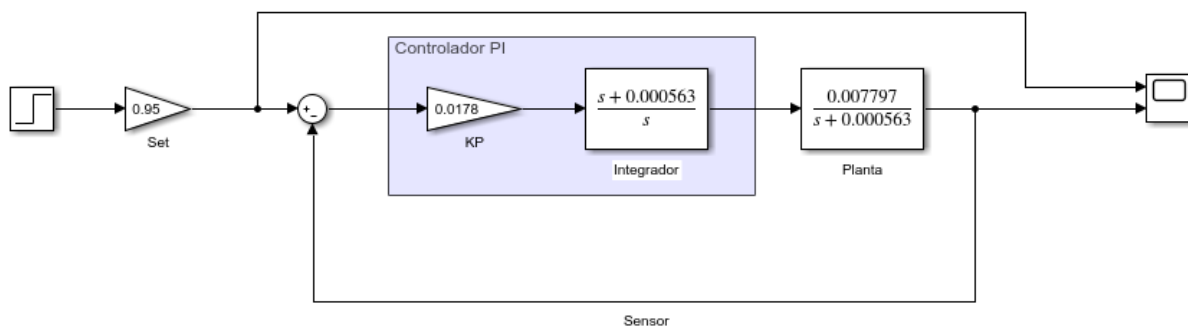 Controlador PI
0.95
Set
+
-
0.0178
KP
s + 0.000563
s
Integrador
0.007797
s + 0.000563
Planta
Sensor